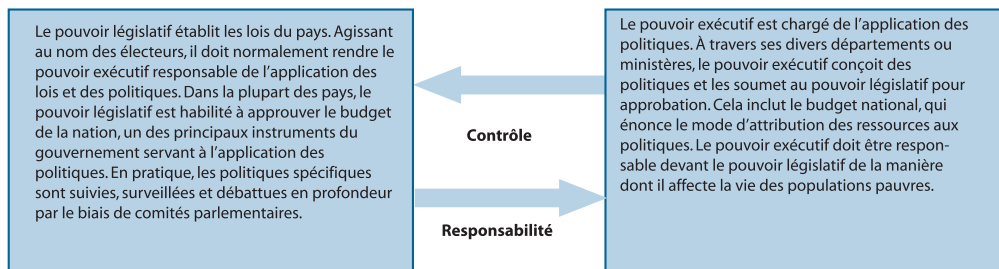 Le pouvoir législatif établit les lois du pays. Agissant
au nom des électeurs, il doit normalement rendre le
pouvoir exécutif responsable de l'application des
lois et des politiques. Dans la plupart des pays, le
pouvoir législatif est habilité à approuver le budget
de la nation, un des principaux instruments du
gouvernement servant à l'application des
politiques. En pratique, les politiques spécifiques
sont suivies, surveillées et débattues en profondeur
par le biais de comités parlementaires.
Contrôle
Responsabilité
Le pouvoir exécutif est chargé de l'application des
politiques. À travers ses divers départements ou
ministères, le pouvoir exécutif conçoit des
politiques et les soumet au pouvoir législatif pour
approbation. Cela inclut le budget national, qui
énonce le mode d'attribution des ressources aux
politiques. Le pouvoir exécutif doit être respon-
sable devant le pouvoir législatif de la manière
dont il affecte la vie des populations pauvres.